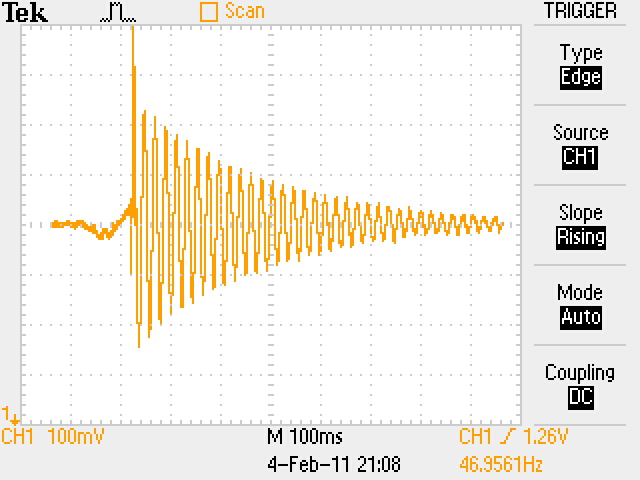 Tek Scan TRIGGER
Type
Edge
Source
CH1
Slope
Rising
Mode
Auto
Coupling
DC
1
CH1 100mV M 100ms CH1 1.26V
4-Feb-11 21:08 46.9561Hz